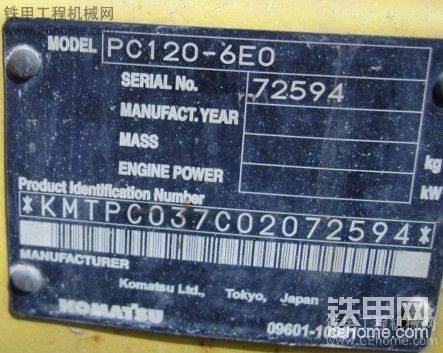 铁甲工程机械网
MODEL PC120-6E0
SERIAL No. 72594
MANUFACT.YEAR
MASS kg
ENGINE POWER kW
Product Identification Number
*KMTPC037C02072594*
MANUFACTURER
Komatsu Ltd., Tokyo, Japan
KOMATSU
铁甲网